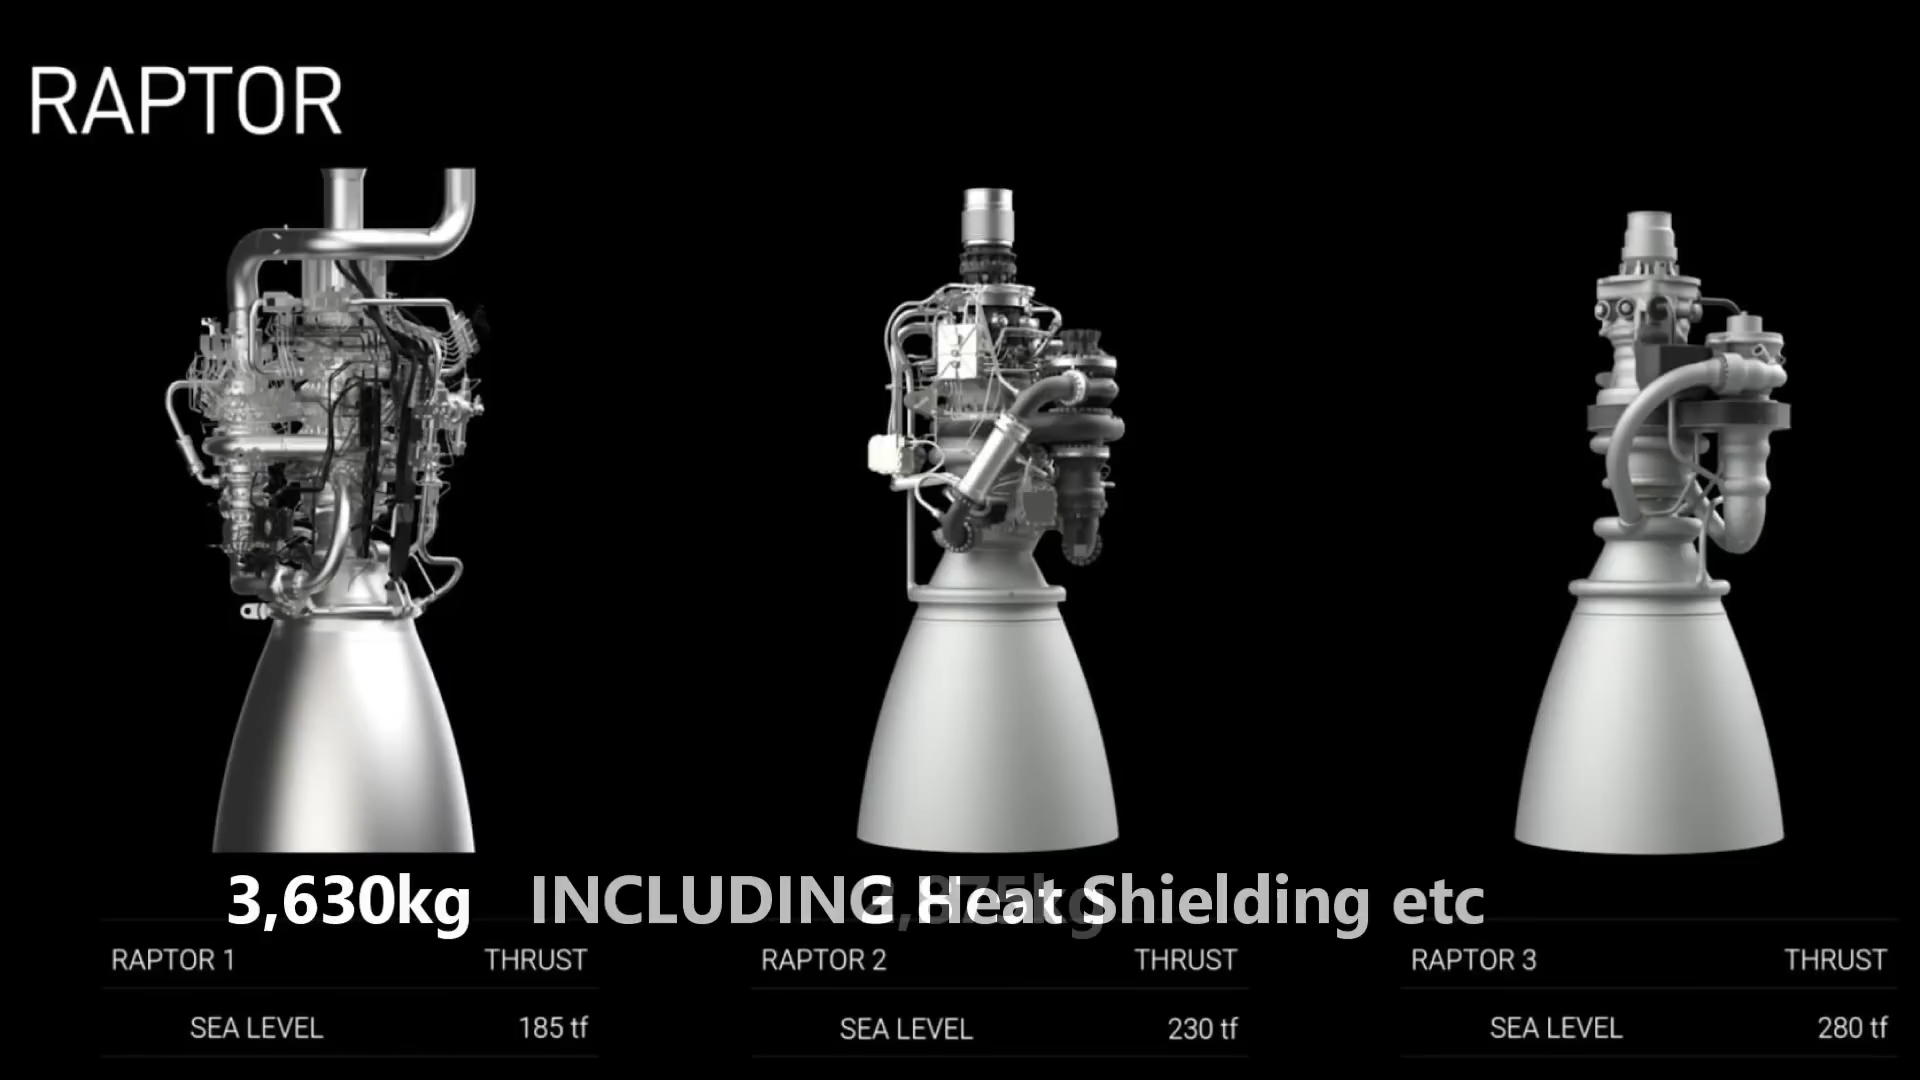 RAPTOR
3,630kg INCLUDING, Heat Shielding etc
RAPTOR 1 THRUST
SEA LEVEL 185 tf
RAPTOR 2 THRUST
SEA LEVEL 230 tf
RAPTOR 3 THRUST
SEA LEVEL 280 tf